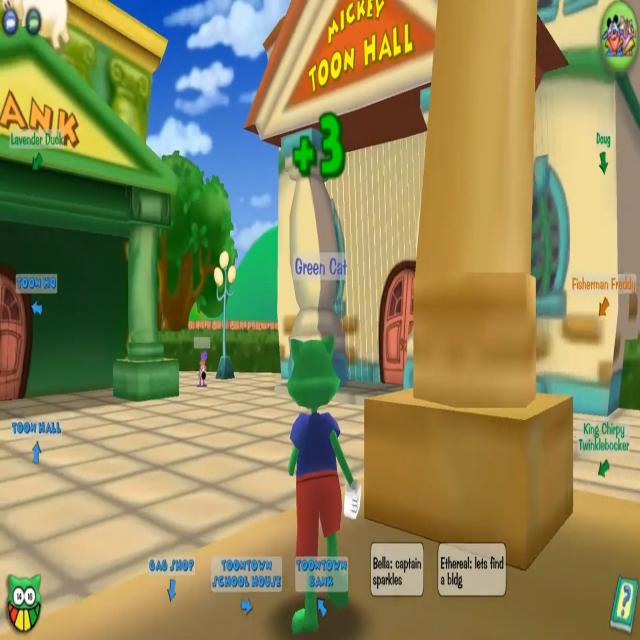 MICKEY
TOON HALL
ANK
Lavender Duck
Doug
+3
Green Cat
TOON HQ
Fisherman Freddy
TOON HALL
King Chirpy
Twinklebocker
GAG SHOP
TOONTOWN
SCHOOL HOUSE
TOONTOWN
BANK
Bella: captain
sparkles
Ethereal: lets find
a bldg
?